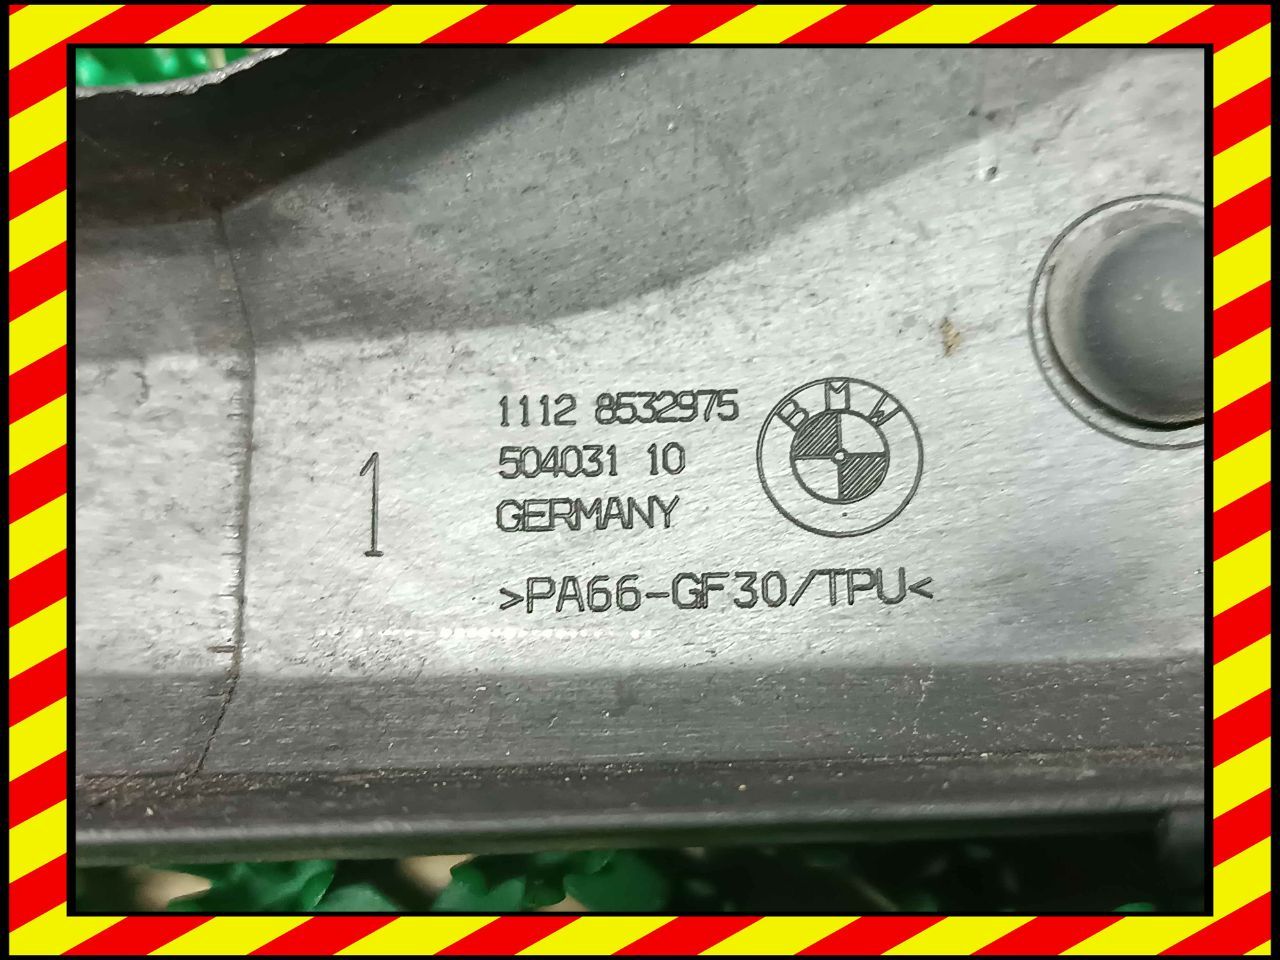 1112 8532975
BMW
504031 10
1
GERMANY
>PA66-GF30/TPU<